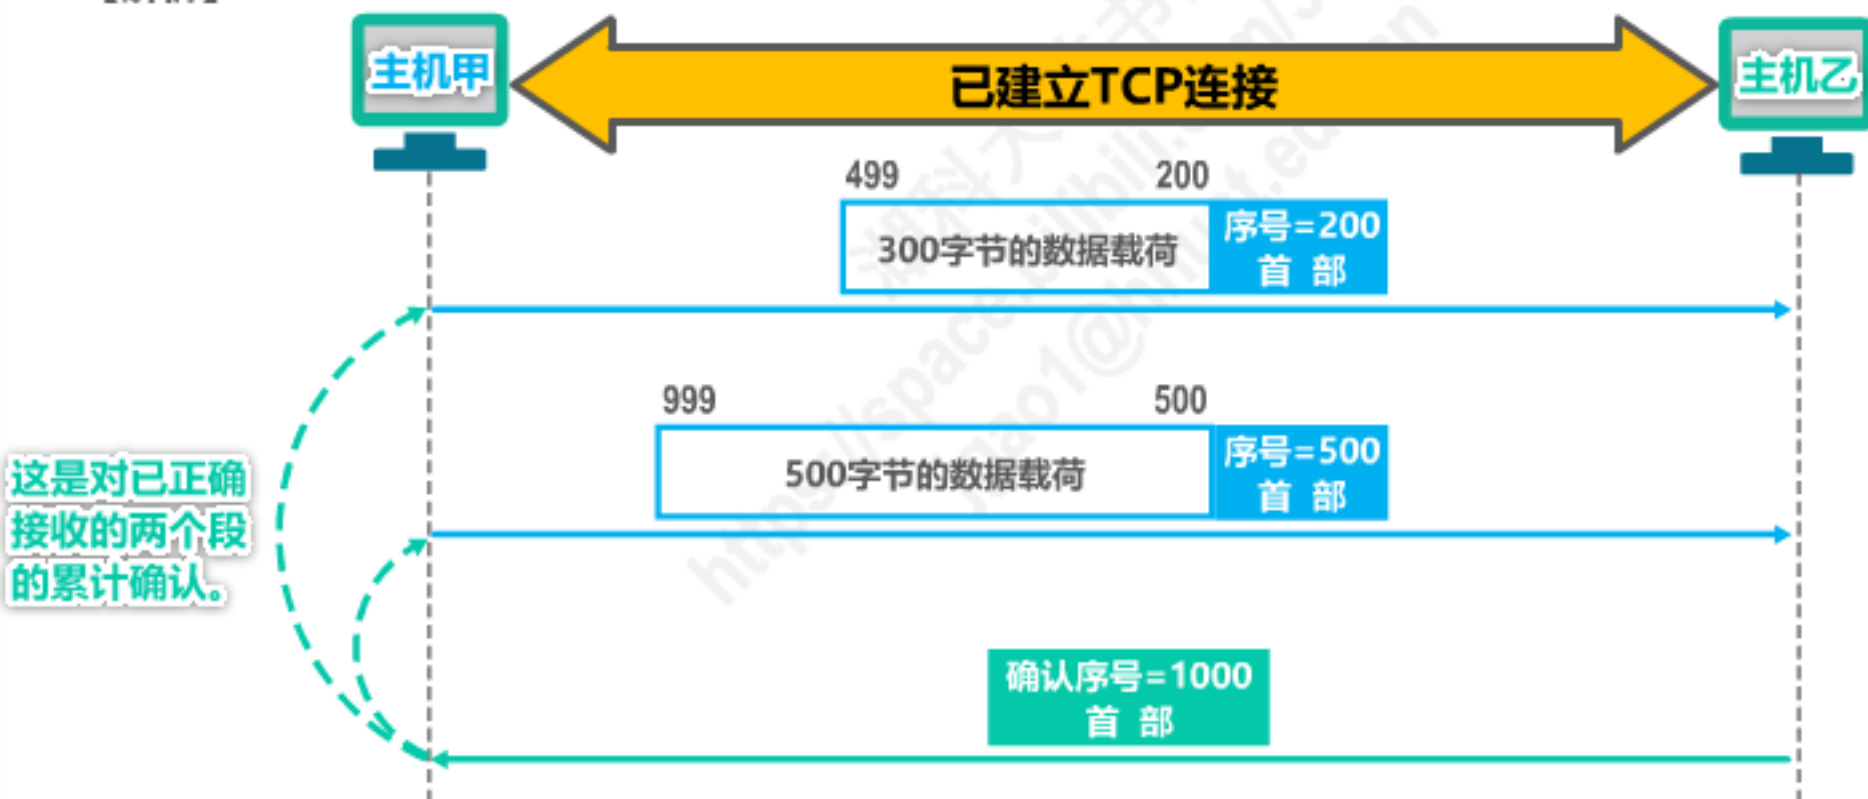 主机甲
已建立TCP连接
主机乙
499
200
300字节的数据载荷
序号=200
首 部
999
500
500字节的数据载荷
序号=500
首 部
这是对已正确
接收的两个段
的累计确认。
确认序号=1000
首 部